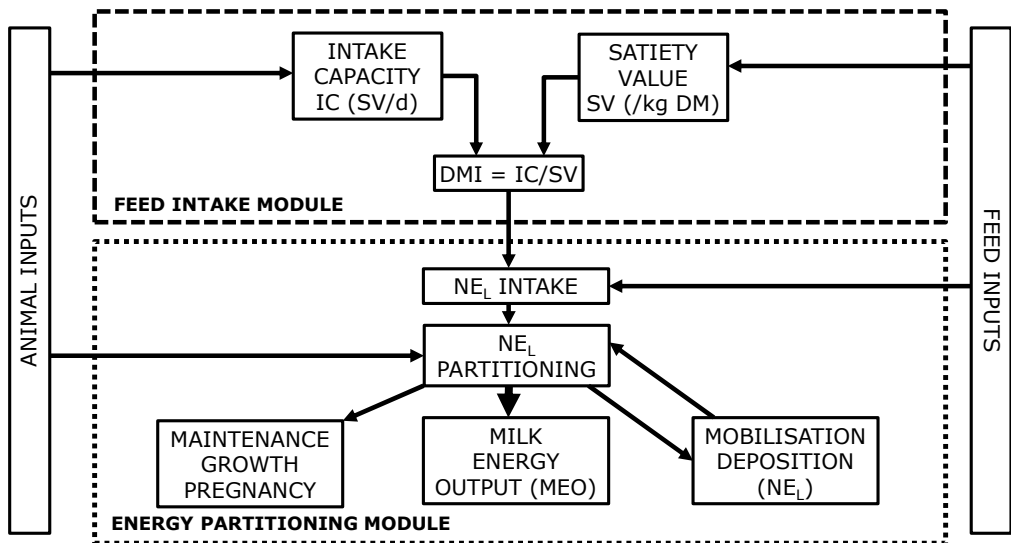 INTAKE
CAPACITY
IC (SV/d)
SATIETY
VALUE
SV (/kg DM)
DMI = IC/SV
FEED INTAKE MODULE
ANIMAL INPUTS
FEED INPUTS
NEL INTAKE
NEL
PARTITIONING
MAINTENANCE
GROWTH
PREGNANCY
MILK
ENERGY
OUTPUT (MEO)
MOBILISATION
DEPOSITION
(NEL)
ENERGY PARTITIONING MODULE